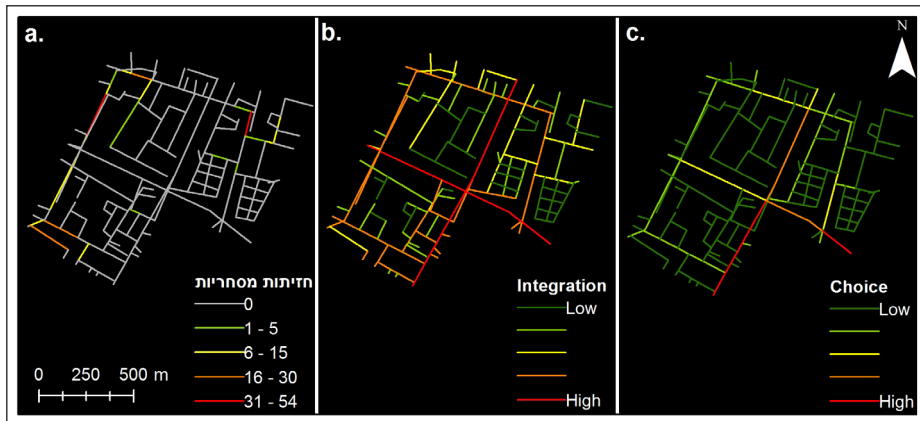 a.
חזיתות מסחריות
0
1 - 5
6 - 15
16 - 30
31 - 54
0 250 500 m
b.
Integration
Low
High
c.
N
Choice
Low
High